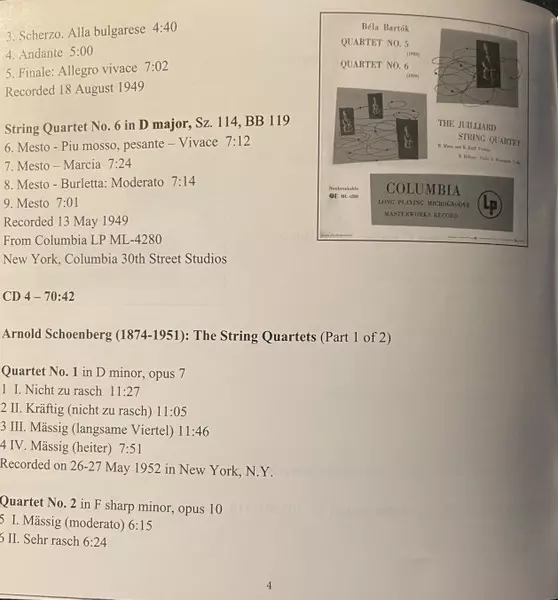 3. Scherzo. Alla bulgarese 4:40
4. Andante 5:00
5. Finale: Allegro vivace 7:02
Recorded 18 August 1949
String Quartet No. 6 in D major, Sz. 114, BB 119
6. Mesto - Piu mosso, pesante – Vivace 7:12
7. Mesto – Marcia 7:24
8. Mesto - Burletta: Moderato 7:14
9. Mesto 7:01
Recorded 13 May 1949
From Columbia LP ML-4280
New York, Columbia 30th Street Studios
CD 4 – 70:42
Arnold Schoenberg (1874-1951): The String Quartets (Part 1 of 2)
Quartet No. 1 in D minor, opus 7
1 I. Nicht zu rasch 11:27
2 II. Kräftig (nicht zu rasch) 11:05
3 III. Mässig (langsame Viertel) 11:46
4 IV. Mässig (heiter) 7:51
Recorded on 26-27 May 1952 in New York, N.Y.
Quartet No. 2 in F sharp minor, opus 10
5 I. Mässig (moderato) 6:15
6 II. Sehr rasch 6:24
4
Béla Bartók
QUARTET NO. 5
QUARTET NO. 6
THE JUILLIARD
STRING QUARTET
Nonbreakable
ML 4280
COLUMBIA
LONG PLAYING MICROGROOVE
MASTERWORKS RECORD
Lp